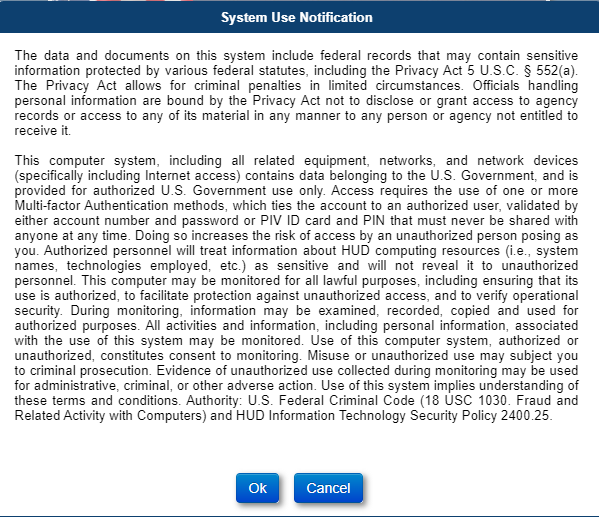 System Use Notification
The data and documents on this system include federal records that may contain sensitive
information protected by various federal statutes, including the Privacy Act 5 U.S.C. § 552(a).
The Privacy Act allows for criminal penalties in limited circumstances. Officials handling
personal information are bound by the Privacy Act not to disclose or grant access to agency
records or access to any of its material in any manner to any person or agency not entitled to
receive it.
This computer system, including all related equipment, networks, and network devices
(specifically including Internet access) contains data belonging to the U.S. Government, and is
provided for authorized U.S. Government use only. Access requires the use of one or more
Multi-factor Authentication methods, which ties the account to an authorized user, validated by
either account number and password or PIV ID card and PIN that must never be shared with
anyone at any time. Doing so increases the risk of access by an unauthorized person posing as
you. Authorized personnel will treat information about HUD computing resources (i.e., system
names, technologies employed, etc.) as sensitive and will not reveal it to unauthorized
personnel. This computer may be monitored for all lawful purposes, including ensuring that its
use is authorized, to facilitate protection against unauthorized access, and to verify operational
security. During monitoring, information may be examined, recorded, copied and used for
authorized purposes. All activities and information, including personal information, associated
with the use of this system may be monitored. Use of this computer system, authorized or
unauthorized, constitutes consent to monitoring. Misuse or unauthorized use may subject you
to criminal prosecution. Evidence of unauthorized use collected during monitoring may be used
for administrative, criminal, or other adverse action. Use of this system implies understanding of
these terms and conditions. Authority: U.S. Federal Criminal Code (18 USC 1030. Fraud and
Related Activity with Computers) and HUD Information Technology Security Policy 2400.25.
Ok Cancel